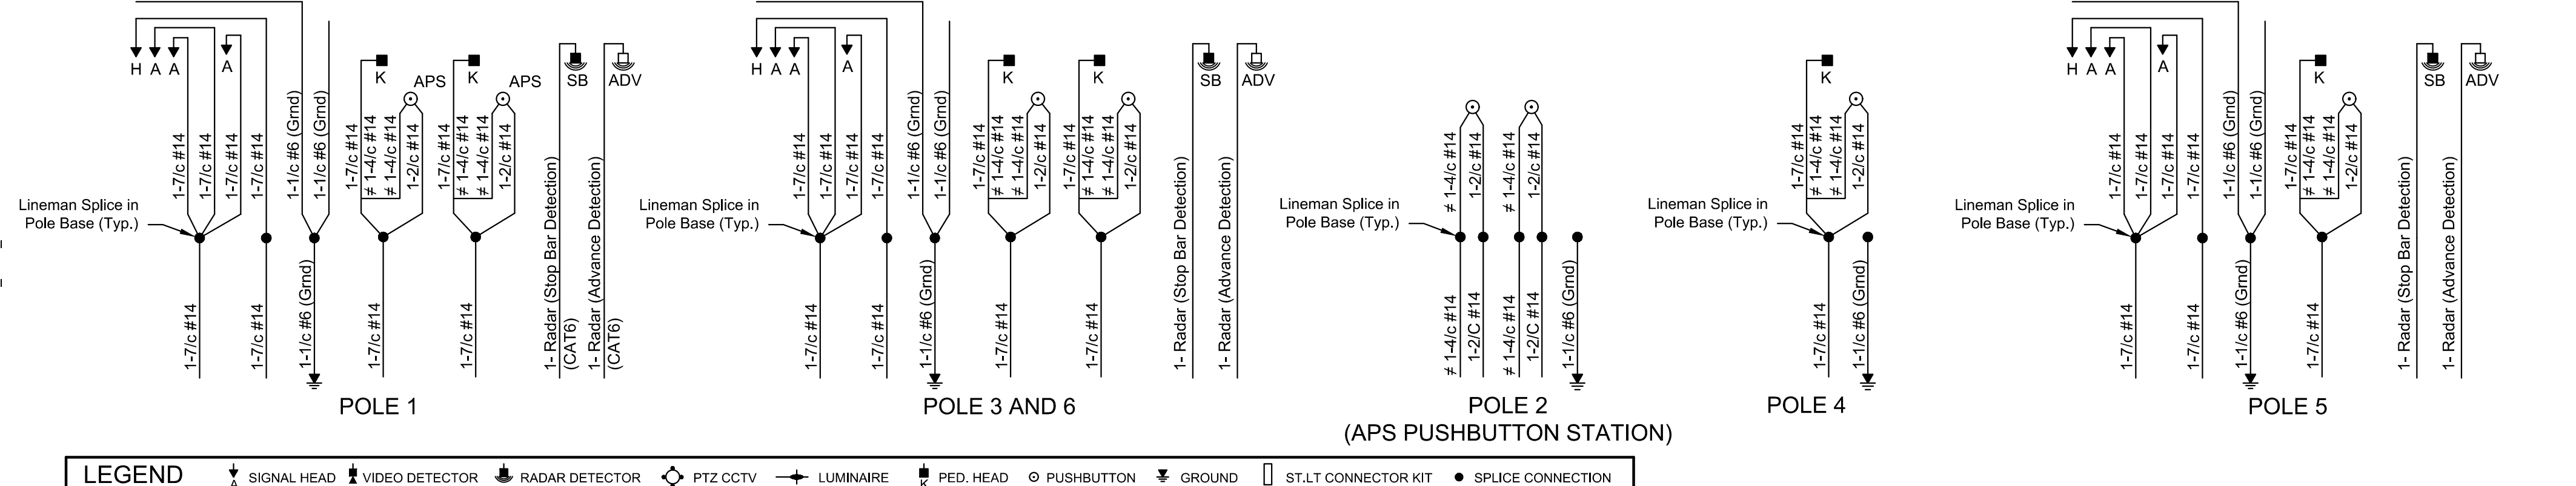 H A A A
1-7/c #14
1-7/c #14
1-7/c #14
1-7/c #14
1-1/c #6 (Grnd)
1-1/c #6 (Grnd)
K
APS
1-7/c #14
≠ 1-4/c #14
≠ 1-4/c #14
1-2/c #14
K
APS
1-7/c #14
≠ 1-4/c #14
≠ 1-4/c #14
1-2/c #14
SB
ADV
Lineman Splice in
Pole Base (Typ.)
1-7/c #14
1-7/c #14
1-1/c #6 (Grnd)
1-7/c #14
1-7/c #14
1- Radar (Stop Bar Detection)
(CAT6)
1- Radar (Advance Detection)
(CAT6)
POLE 1
H A A A
1-7/c #14
1-7/c #14
1-7/c #14
1-7/c #14
1-1/c #6 (Grnd)
1-1/c #6 (Grnd)
K
1-7/c #14
≠ 1-4/c #14
≠ 1-4/c #14
1-2/c #14
K
1-7/c #14
≠ 1-4/c #14
≠ 1-4/c #14
1-2/c #14
SB
ADV
Lineman Splice in
Pole Base (Typ.)
1-7/c #14
1-7/c #14
1-1/c #6 (Grnd)
1-7/c #14
1-7/c #14
1- Radar (Stop Bar Detection)
1- Radar (Advance Detection)
POLE 3 AND 6
≠ 1-4/c #14
1-2/c #14
≠ 1-4/c #14
1-2/c #14
Lineman Splice in
Pole Base (Typ.)
≠ 1-4/c #14
1-2/C #14
≠ 1-4/c #14
1-2/C #14
1-1/c #6 (Grnd)
POLE 2
(APS PUSHBUTTON STATION)
K
1-7/c #14
≠ 1-4/c #14
≠ 1-4/c #14
1-2/c #14
Lineman Splice in
Pole Base (Typ.)
1-7/c #14
1-1/c #6 (Grnd)
POLE 4
H A A A
1-7/c #14
1-7/c #14
1-7/c #14
1-7/c #14
1-1/c #6 (Grnd)
1-1/c #6 (Grnd)
K
1-7/c #14
≠ 1-4/c #14
≠ 1-4/c #14
1-2/c #14
SB
ADV
Lineman Splice in
Pole Base (Typ.)
1-7/c #14
1-7/c #14
1-1/c #6 (Grnd)
1-7/c #14
1- Radar (Stop Bar Detection)
1- Radar (Advance Detection)
POLE 5
LEGEND A SIGNAL HEAD VIDEO DETECTOR RADAR DETECTOR PTZ CCTV LUMINAIRE K PED. HEAD PUSHBUTTON GROUND ST.LT CONNECTOR KIT SPLICE CONNECTION